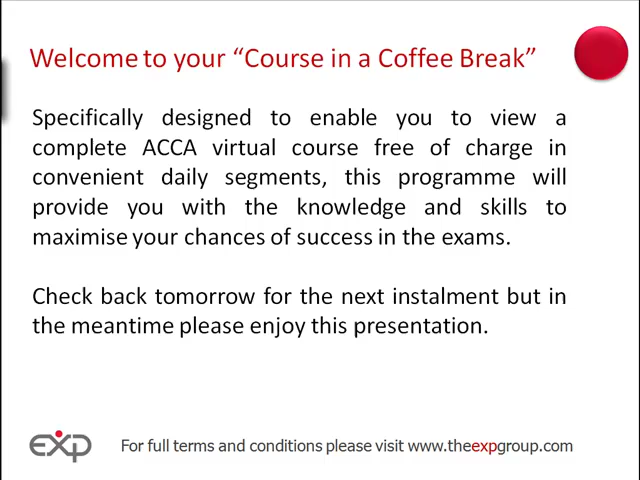 Welcome to your “Course in a Coffee Break”
Specifically designed to enable you to view a
complete ACCA virtual course free of charge in
convenient daily segments, this programme will
provide you with the knowledge and skills to
maximise your chances of success in the exams.
Check back tomorrow for the next instalment but in
the meantime please enjoy this presentation.
exp For full terms and conditions please visit www.theexpgroup.com